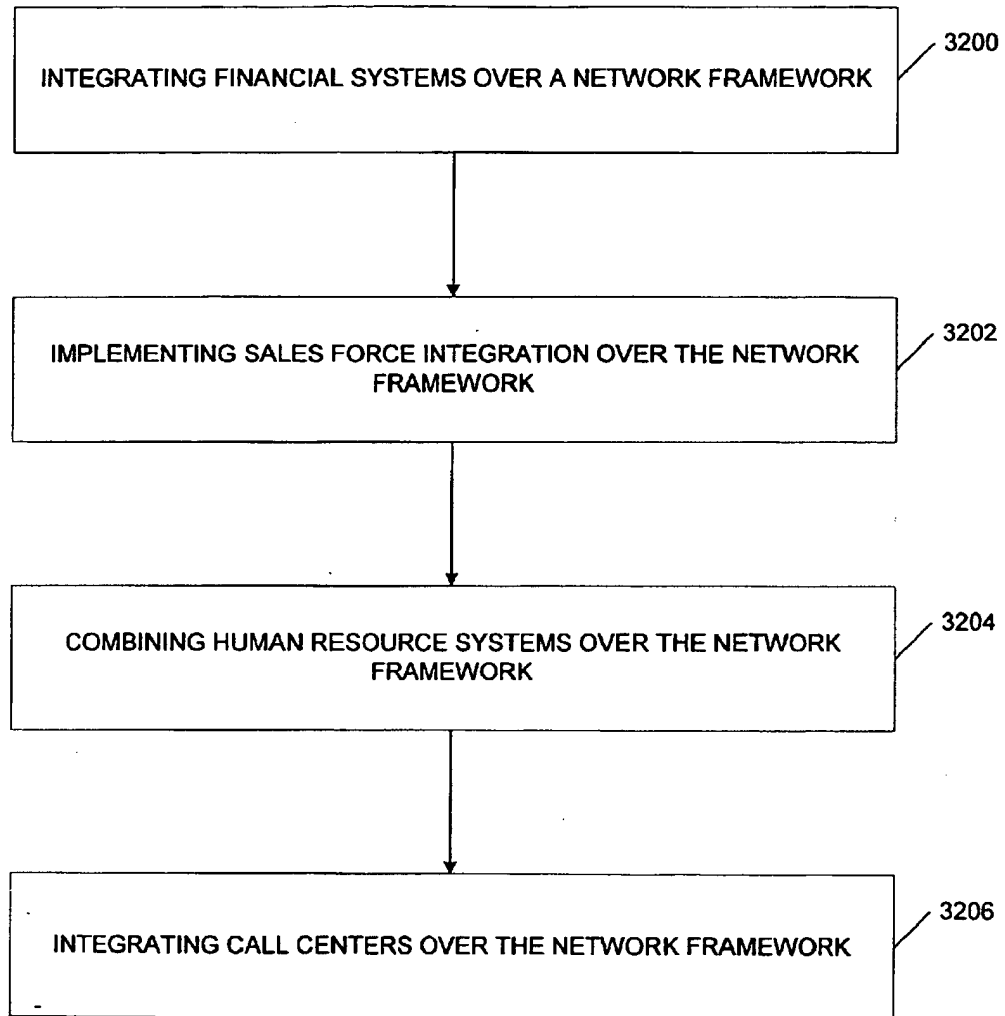 3200
INTEGRATING FINANCIAL SYSTEMS OVER A NETWORK FRAMEWORK
3202
IMPLEMENTING SALES FORCE INTEGRATION OVER THE NETWORK
FRAMEWORK
3204
COMBINING HUMAN RESOURCE SYSTEMS OVER THE NETWORK
FRAMEWORK
3206
INTEGRATING CALL CENTERS OVER THE NETWORK FRAMEWORK